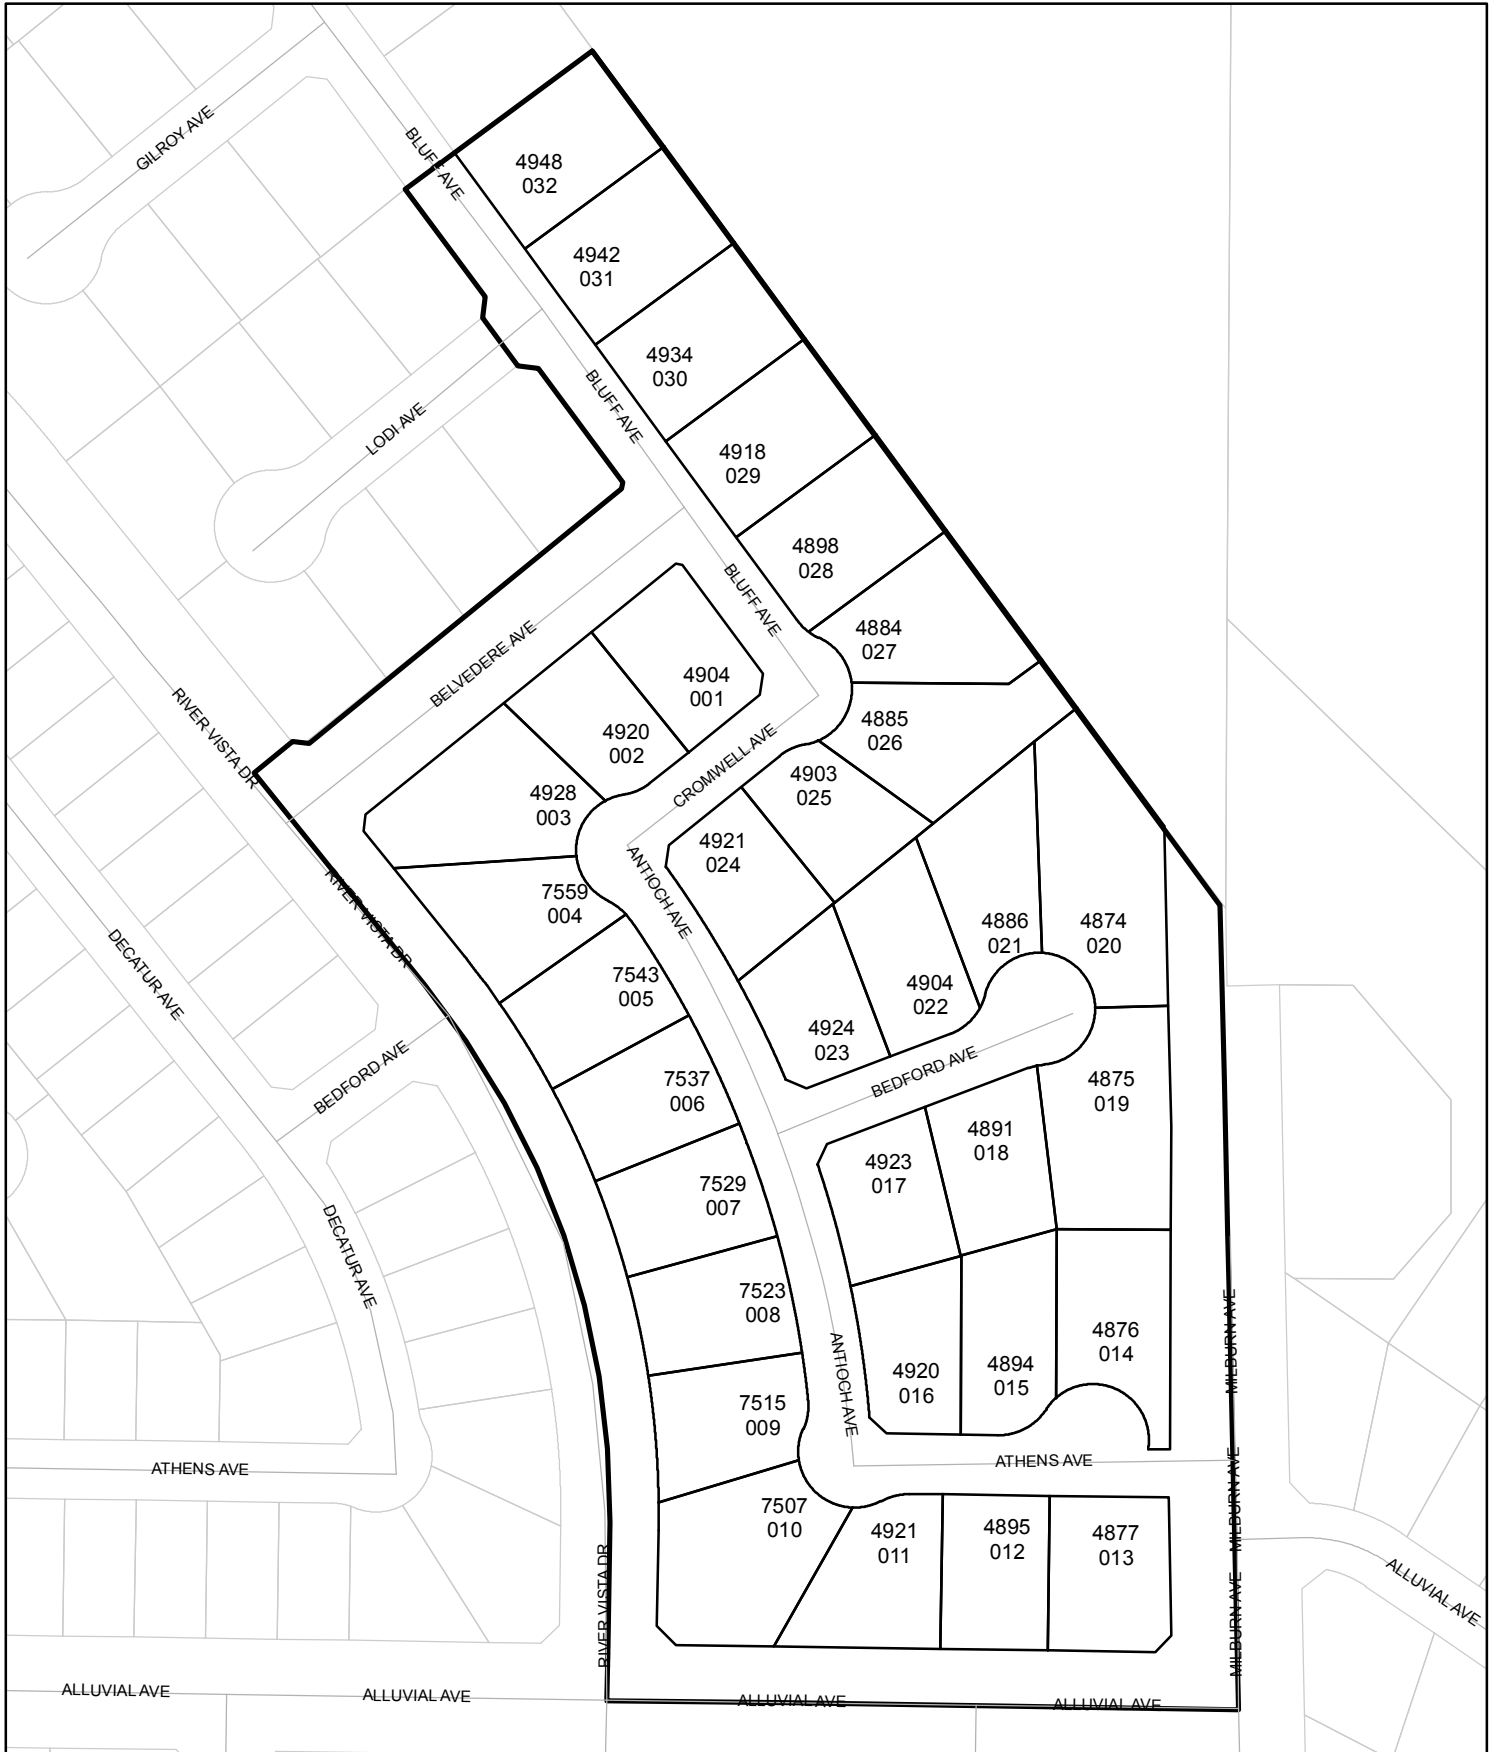 GILROY AVE
BLUFF AVE
4948
032
4942
031
4934
030
BLUFF AVE
LODI AVE
4918
029
4898
028
BLUFF AVE
4884
027
BELVEDERE AVE
4904
001
RIVER VISTA DR
4920
002
4885
026
CROMWELL AVE
4903
025
4928
003
4921
024
ANTIOCH AVE
7559
004
RIVER VISTA DR
4886
021
4874
020
DECATUR AVE
7543
005
4904
022
4924
023
BEDFORD AVE
BEDFORD AVE
7537
006
4875
019
4891
018
4923
017
7529
007
DECATUR AVE
7523
008
MILBURN AVE
4876
014
ANTIOCH AVE
4920
016
4894
015
7515
009
ATHENS AVE
ATHENS AVE
MILBURN AVE
7507
010
4921
011
4895
012
4877
013
ALLUVIAL AVE
RIVER VISTA DR
MILBURN AVE
ALLUVIAL AVE
ALLUVIAL AVE
ALLUVIAL AVE
ALLUVIAL AVE